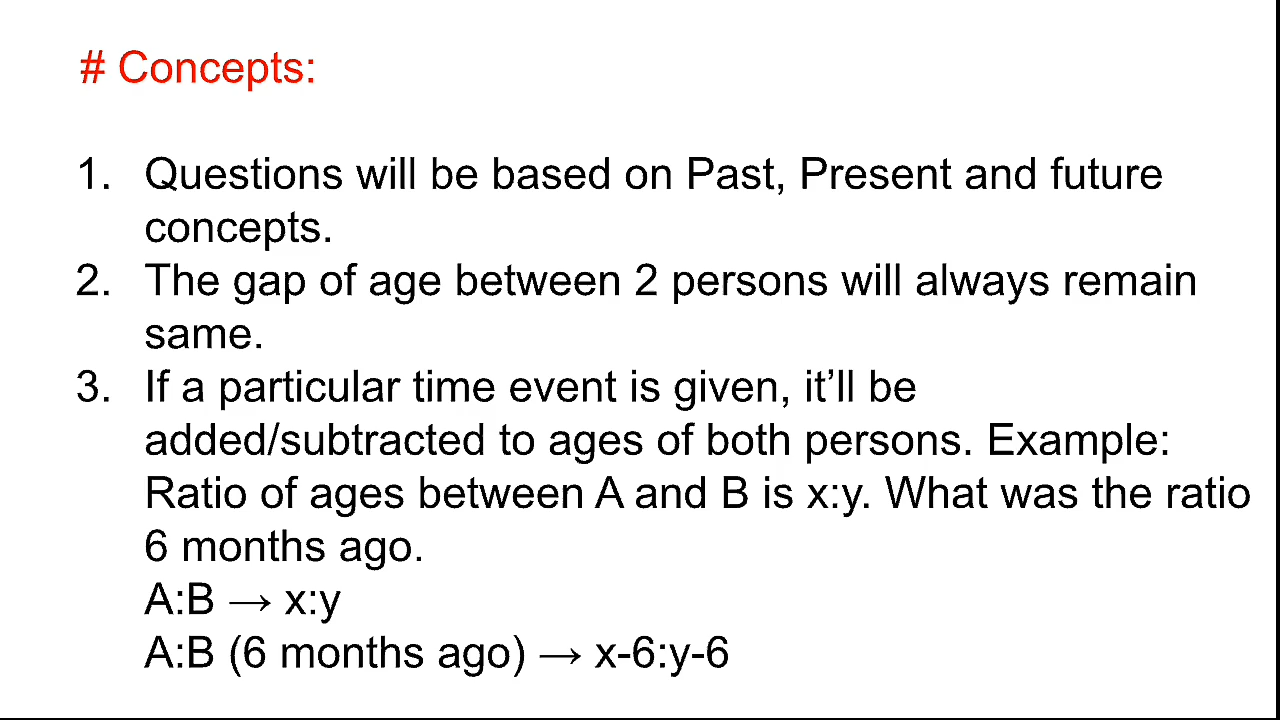 # Concepts:
1. Questions will be based on Past, Present and future
concepts.
2. The gap of age between 2 persons will always remain
same.
3. If a particular time event is given, it’ll be
added/subtracted to ages of both persons. Example:
Ratio of ages between A and B is x:y. What was the ratio
6 months ago.
A:B → x:y
A:B (6 months ago) → x-6:y-6